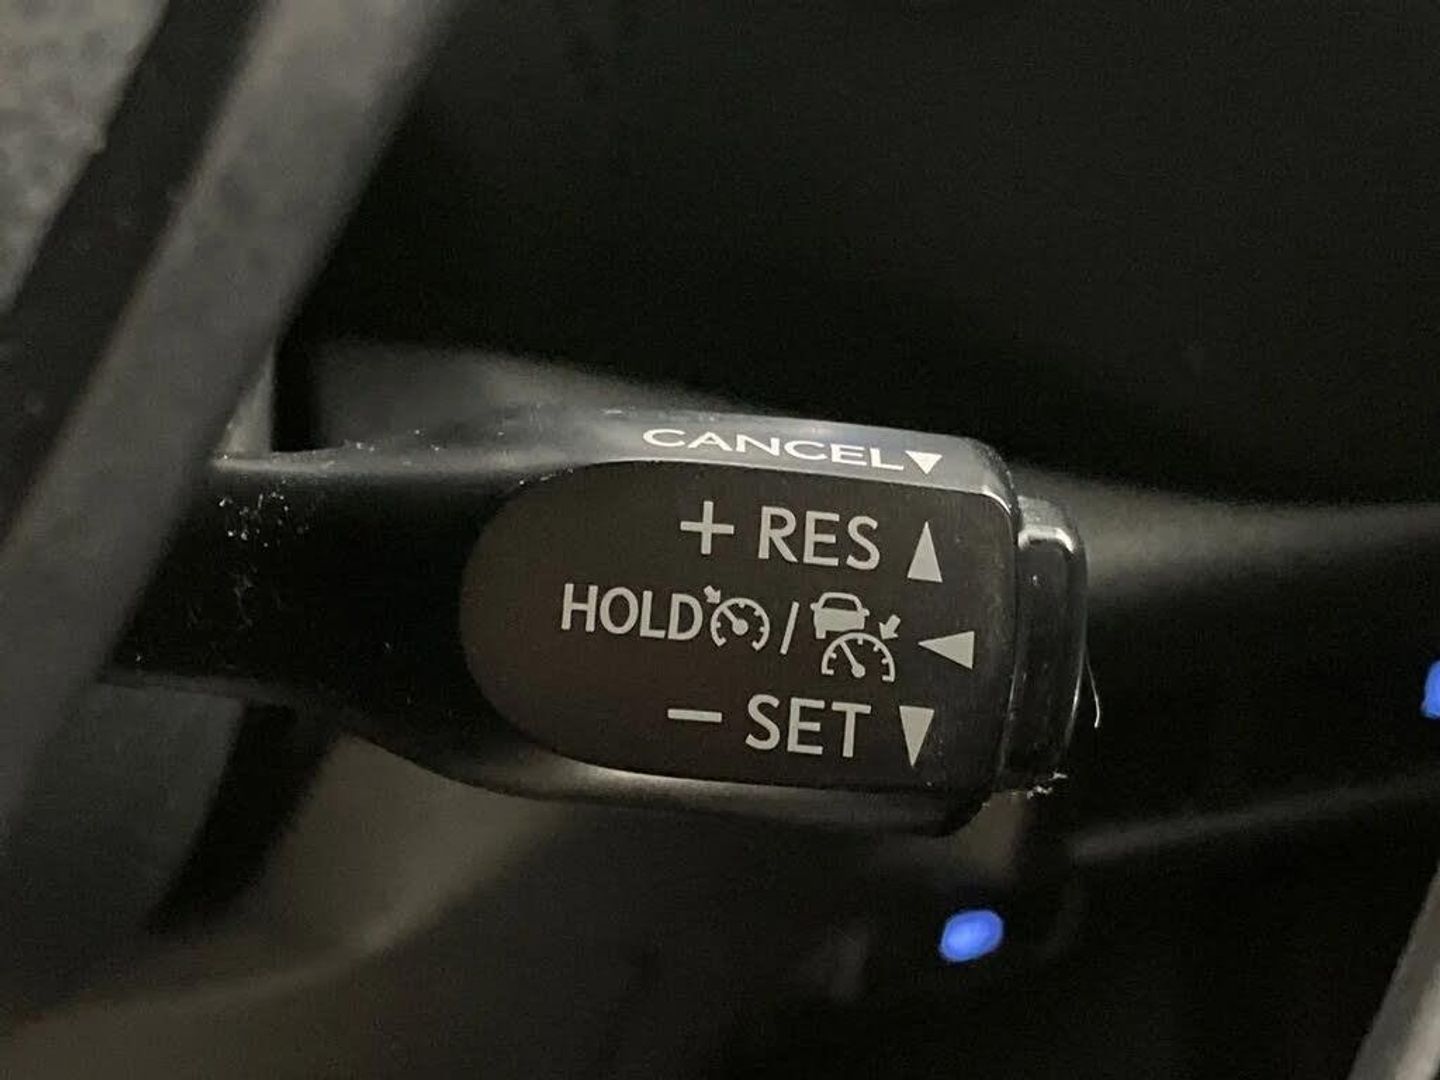 CANCEL▼
+ RES ▲
HOLD / ◀
− SET ▼